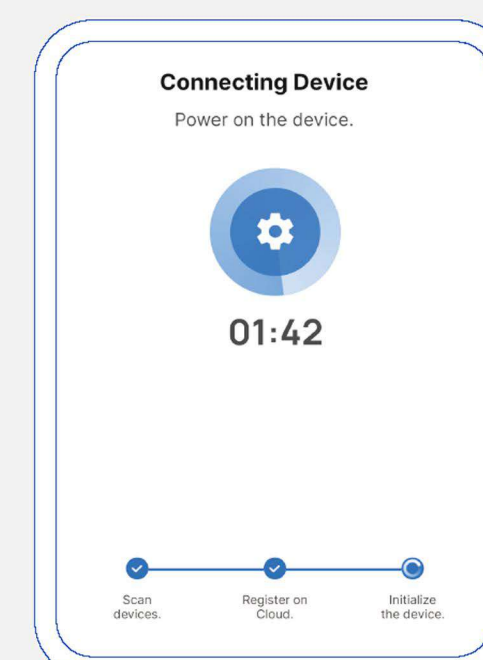 Connecting Device
Power on the device.
01:42
Scan
devices.
Register on
Cloud.
Initialize
the device.